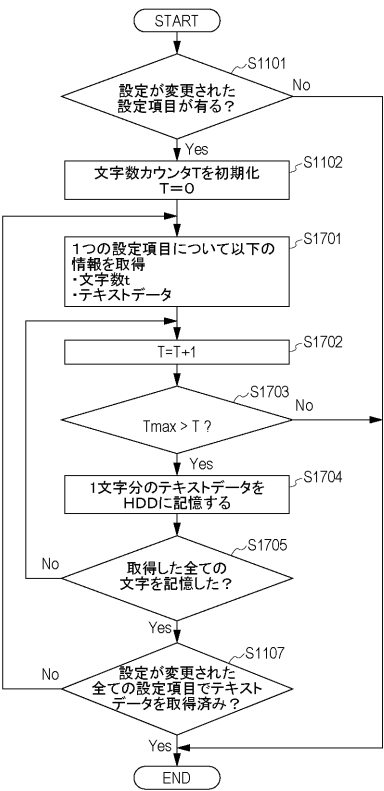 START
S1101
設定が変更された
設定項目が有る？
No
Yes
S1102
文字数カウンタTを初期化
T＝0
S1701
1つの設定項目について以下の
情報を取得
・文字数t
・テキストデータ
S1702
T=T+1
S1703
Tmax > T ?
No
Yes
S1704
1文字分のテキストデータを
HDDに記憶する
S1705
取得した全ての
文字を記憶した？
No
Yes
S1107
設定が変更された
全ての設定項目でテキスト
データを取得済み？
No
Yes
END